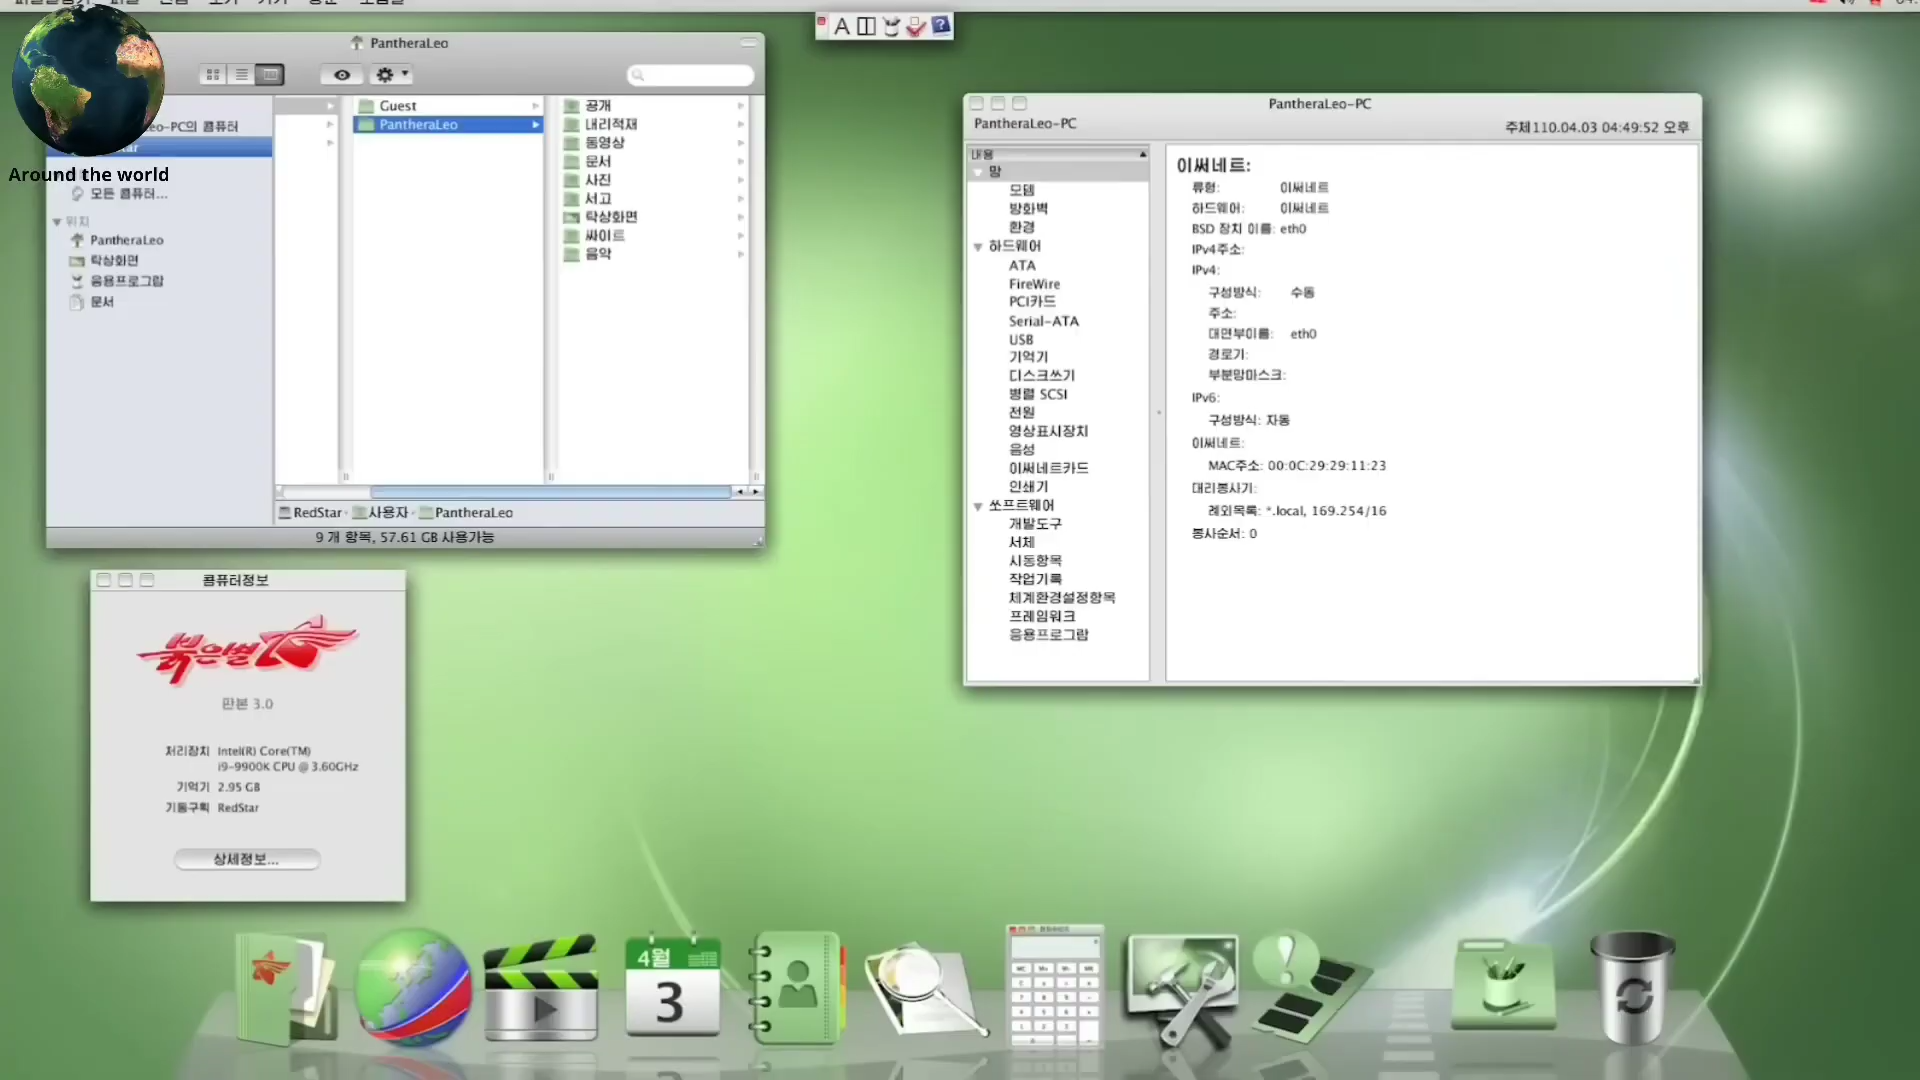 PantheraLeo
Around the world
eo-PC의 콤퓨터
모든 콤퓨터...
위치
PantheraLeo
탁상화면
응용프로그람
문서
Guest
PantheraLeo
공개
내리적재
동영상
문서
사진
서고
탁상화면
싸이트
음악
RedStar
사용자
PantheraLeo
9 개 항목, 57.61 GB 사용가능
A
PantheraLeo-PC
PantheraLeo-PC
주체110.04.03 04:49:52 오후
내용
망
모뎀
방화벽
환경
하드웨어
ATA
FireWire
PCI카드
Serial-ATA
USB
기억기
디스크쓰기
병렬 SCSI
전원
영상표시장치
음성
이써네트카드
인쇄기
쏘프트웨어
개발도구
서체
시동항목
작업기록
체계환경설정항목
프레임워크
응용프로그람
이써네트:
류형: 이써네트
하드웨어: 이써네트
BSD 장치 이름: eth0
IPv4주소:
IPv4:
구성방식: 수동
주소:
대면부이름: eth0
경로기:
부분망마스크:
IPv6:
구성방식: 자동
이써네트:
MAC주소: 00:0C:29:29:11:23
대리봉사기:
례외목록: *.local, 169.254/16
봉사순서: 0
콤퓨터정보
붉은별
판본 3.0
처리장치 Intel(R) Core(TM)
i9-9900K CPU @ 3.60GHz
기억기 2.95 GB
기동구획 RedStar
상세정보...
4월
3